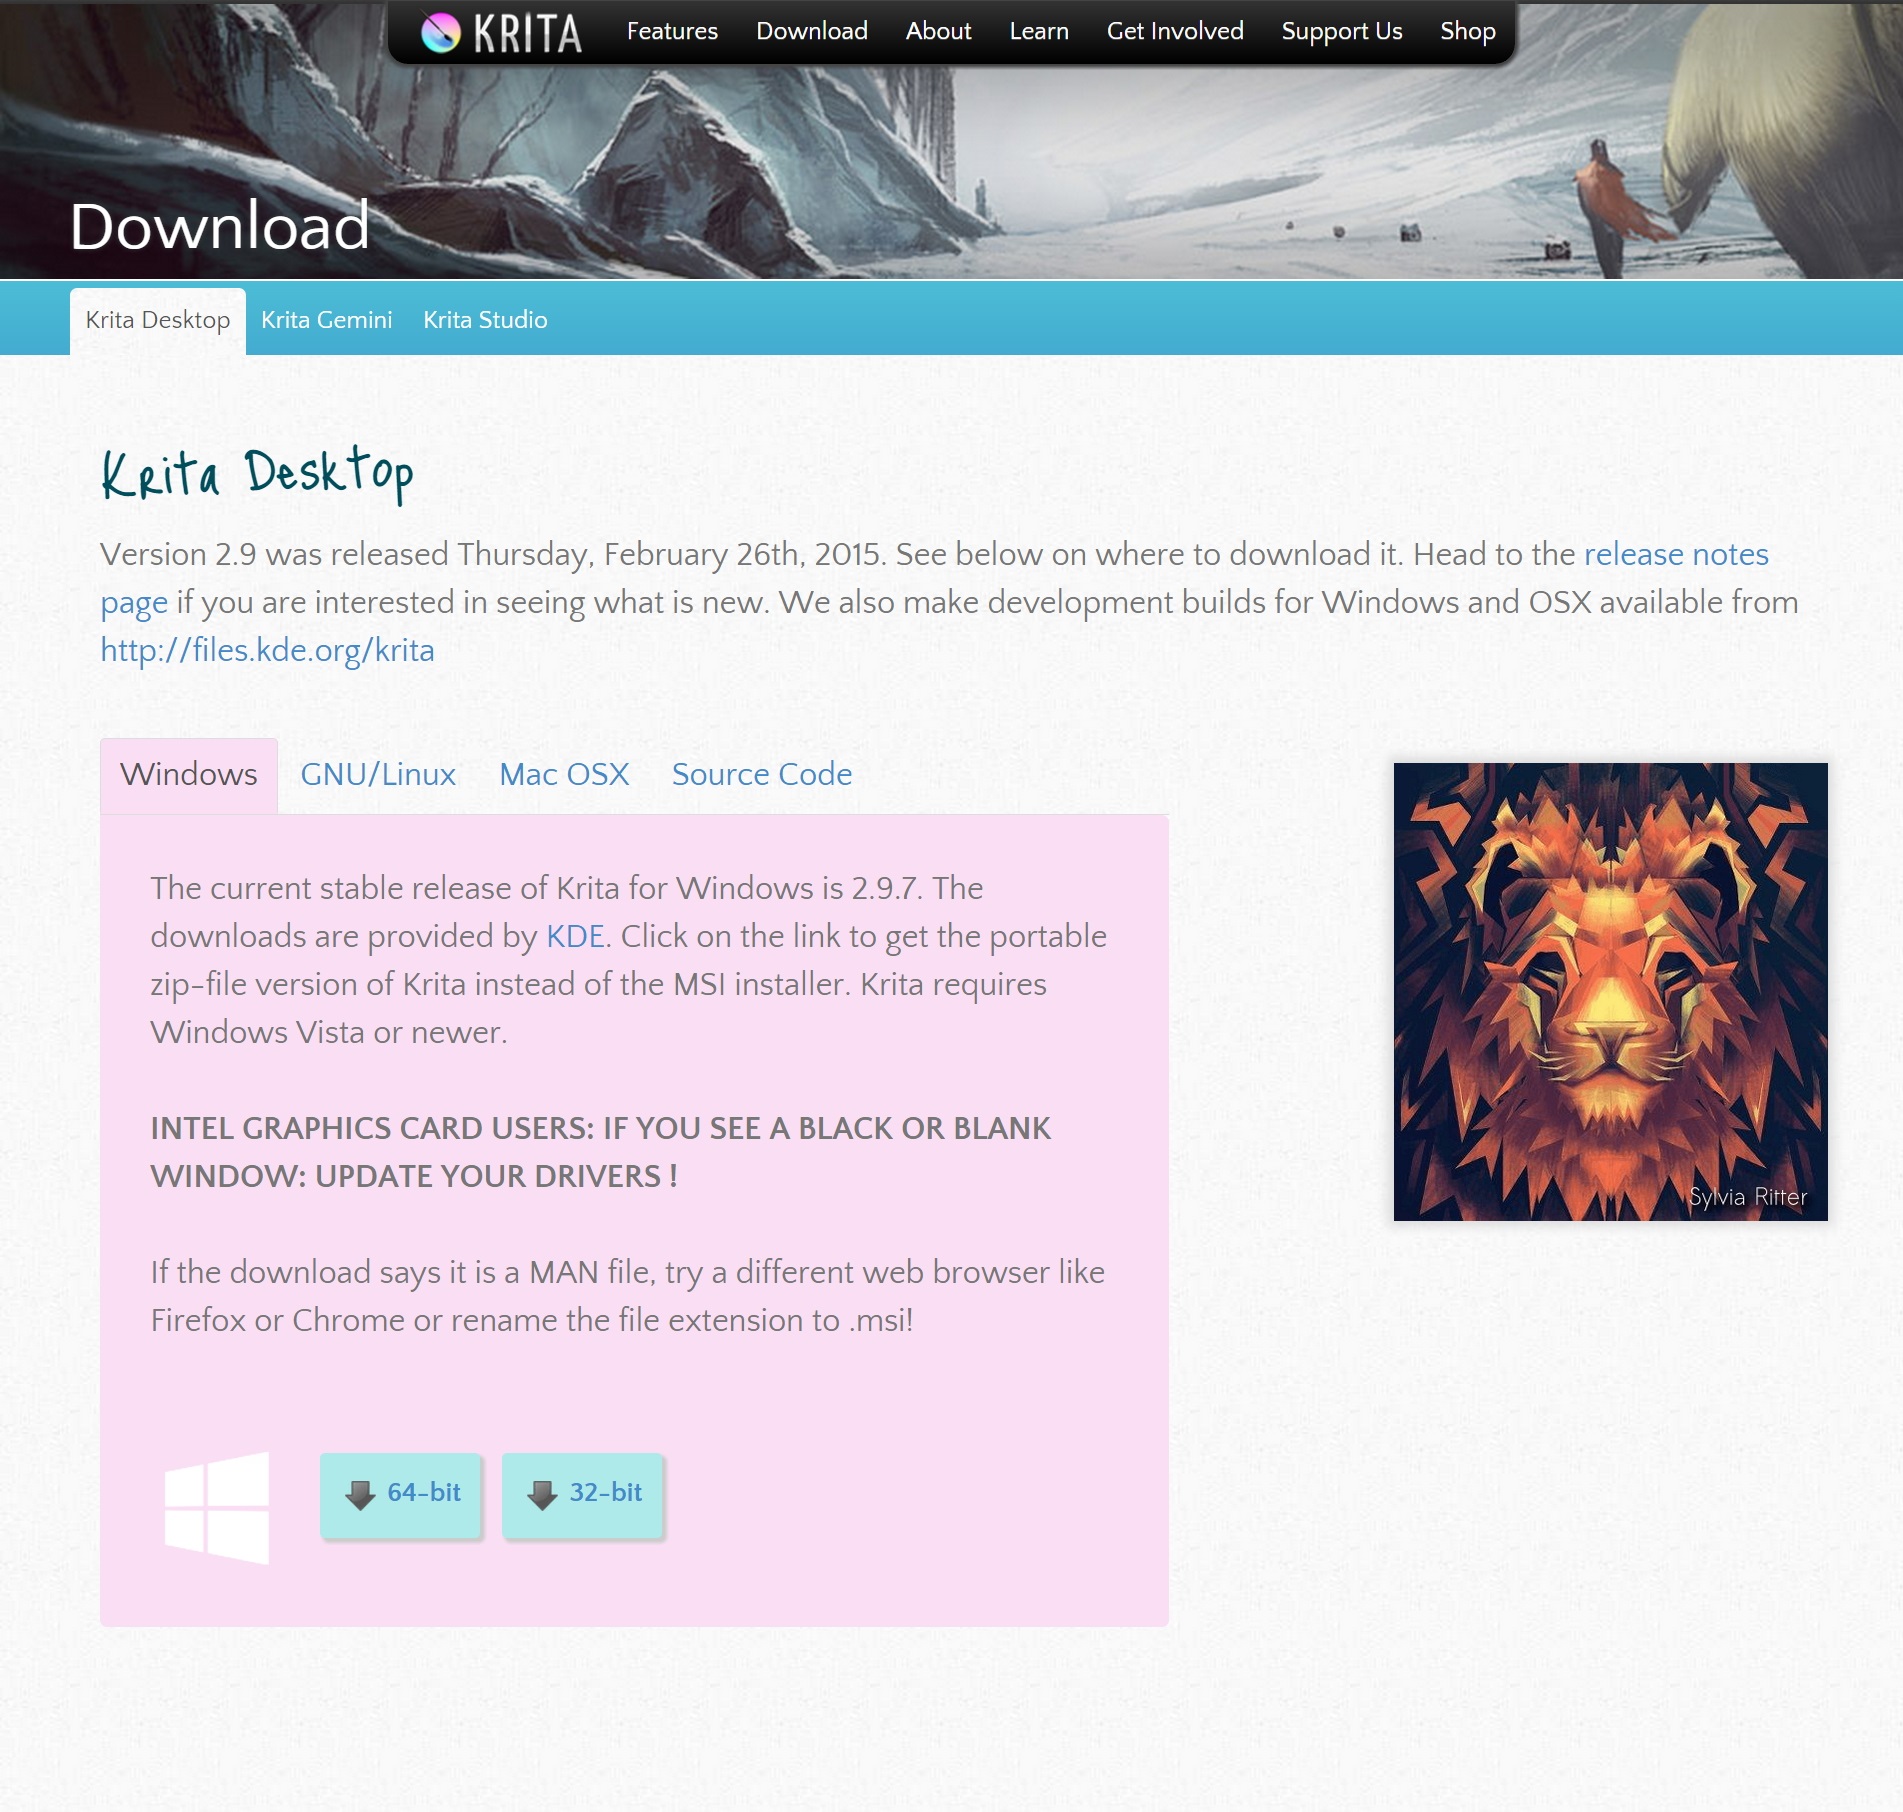 KRITA Features Download About Learn Get Involved Support Us Shop
Download
Krita Desktop Krita Gemini Krita Studio
Krita Desktop
Version 2.9 was released Thursday, February 26th, 2015. See below on where to download it. Head to the release notes
page if you are interested in seeing what is new. We also make development builds for Windows and OSX available from
http://files.kde.org/krita
Windows GNU/Linux Mac OSX Source Code
The current stable release of Krita for Windows is 2.9.7. The
downloads are provided by KDE. Click on the link to get the portable
zip-file version of Krita instead of the MSI installer. Krita requires
Windows Vista or newer.
INTEL GRAPHICS CARD USERS: IF YOU SEE A BLACK OR BLANK
WINDOW: UPDATE YOUR DRIVERS !
If the download says it is a MAN file, try a different web browser like
Firefox or Chrome or rename the file extension to .msi!
64-bit 32-bit
Sylvia Ritter